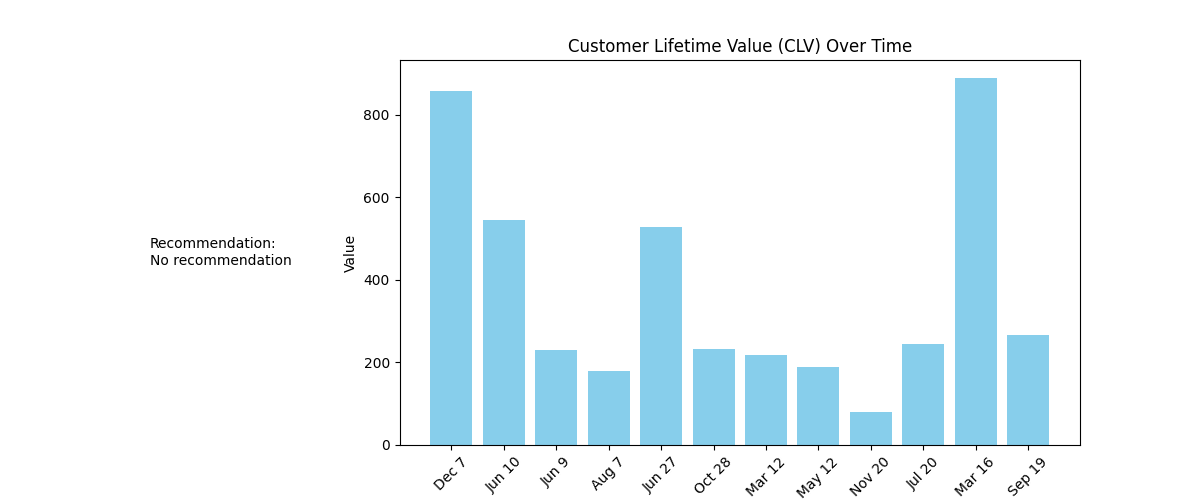 Customer Lifetime Value (CLV) Over Time
Recommendation:
No recommendation
Value
800
600
400
200
0
Dec 7
Jun 10
Jun 9
Aug 7
Jun 27
Oct 28
Mar 12
May 12
Nov 20
Jul 20
Mar 16
Sep 19